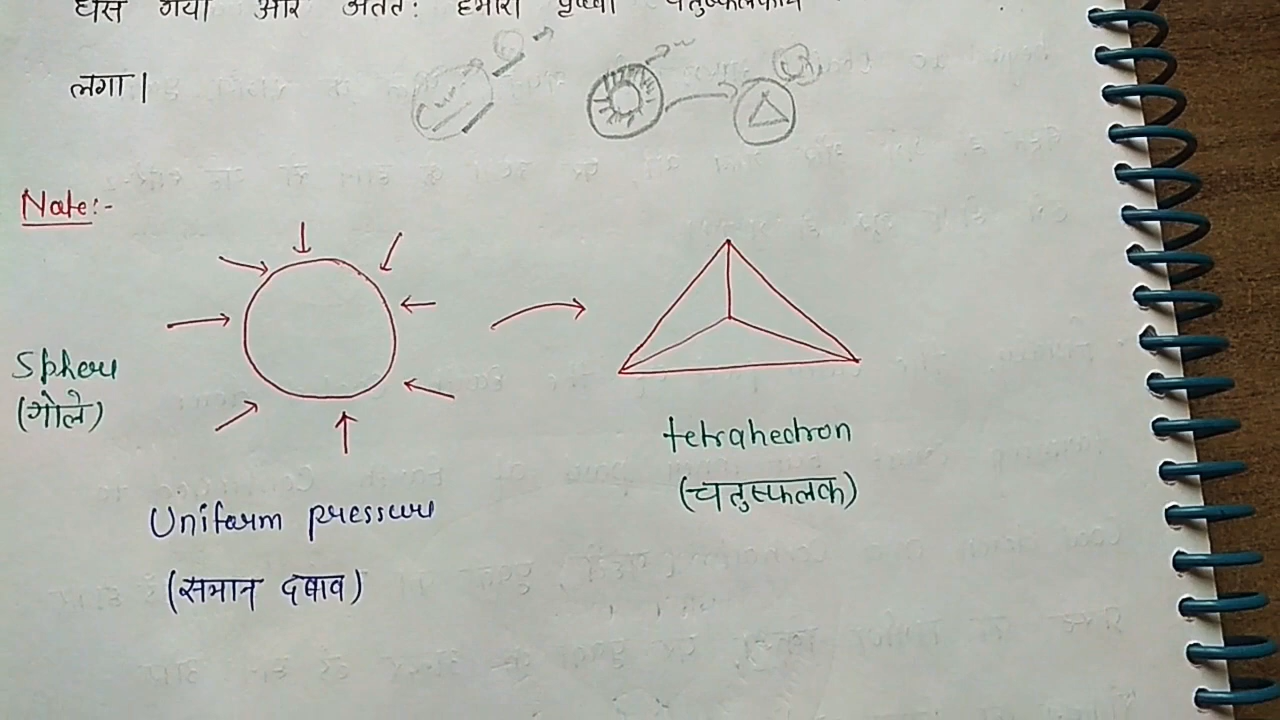 धस गया और अंततः हमारी पृथ्वी चतुष्फलकीय
लगा।
Note:-
Sphere
(गोले)
tetrahedron
(चतुष्फलक)
Uniform pressure
(समान दबाव)